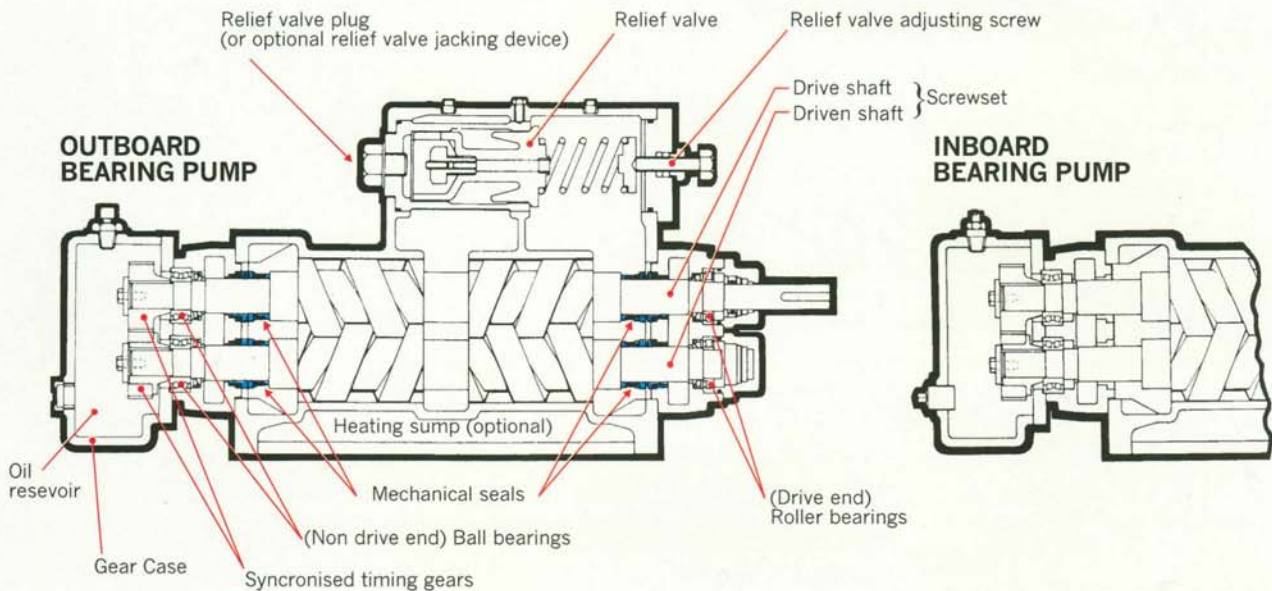 Relief valve plug
(or optional relief valve jacking device)
Relief valve
Relief valve adjusting screw
Drive shaft
Driven shaft
Screwset
OUTBOARD
BEARING PUMP
INBOARD
BEARING PUMP
Heating sump (optional)
Oil
resevoir
Mechanical seals
(Drive end)
Roller bearings
(Non drive end) Ball bearings
Gear Case
Syncronised timing gears